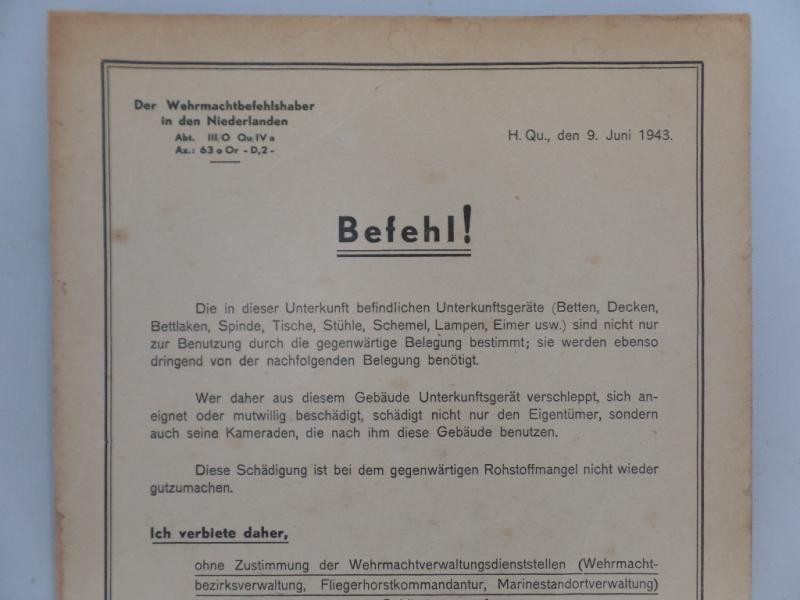 Der Wehrmachtbefehlshaber
in den Niederlanden
Abt. III/O Qu/IV a
Az.: 63 o Or - D,2 -
H. Qu., den 9. Juni 1943.
Befehl!
Die in dieser Unterkunft befindlichen Unterkunftsgeräte (Betten, Decken,
Bettlaken, Spinde, Tische, Stühle, Schemel, Lampen, Eimer usw.) sind nicht nur
zur Benutzung durch die gegenwärtige Belegung bestimmt; sie werden ebenso
dringend von der nachfolgenden Belegung benötigt.
Wer daher aus diesem Gebäude Unterkunftsgerät verschleppt, sich an-
eignet oder mutwillig beschädigt, schädigt nicht nur den Eigentümer, sondern
auch seine Kameraden, die nach ihm diese Gebäude benutzen.
Diese Schädigung ist bei dem gegenwärtigen Rohstoffmangel nicht wieder
gutzumachen.
Ich verbiete daher,
ohne Zustimmung der Wehrmachtverwaltungsdienststellen (Wehrmacht-
bezirksverwaltung, Fliegerhorstkommandantur, Marinestandortverwaltung)